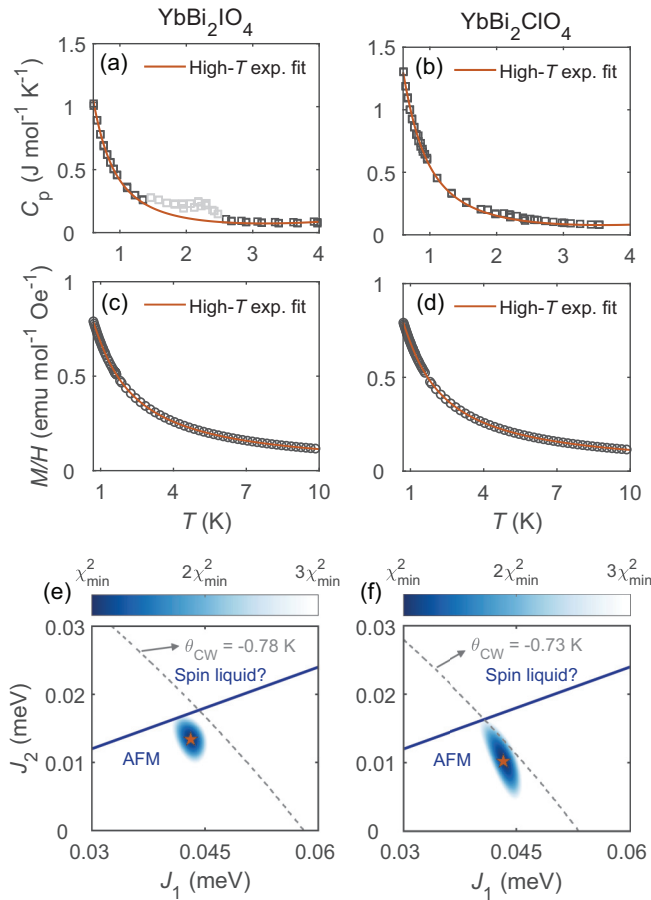 YbBi₂IO₄
YbBi₂ClO₄
(a)
High-T exp. fit
1.5
1
0.5
0
Cₚ (J mol⁻¹ K⁻¹)
1
2
3
4
(b)
High-T exp. fit
1.5
1
0.5
0
1
2
3
4
(c)
High-T exp. fit
1
0.5
0
M/H (emu mol⁻¹ Oe⁻¹)
1
4
7
10
T (K)
(d)
High-T exp. fit
1
0.5
0
1
4
7
10
T (K)
χ²min
2χ²min
3χ²min
(e)
θCW = -0.78 K
Spin liquid?
AFM
0.03
0.02
0.01
0
J₂ (meV)
0.03
0.045
0.06
J₁ (meV)
χ²min
2χ²min
3χ²min
(f)
θCW = -0.73 K
Spin liquid?
AFM
0.03
0.02
0.01
0
0.03
0.045
0.06
J₁ (meV)